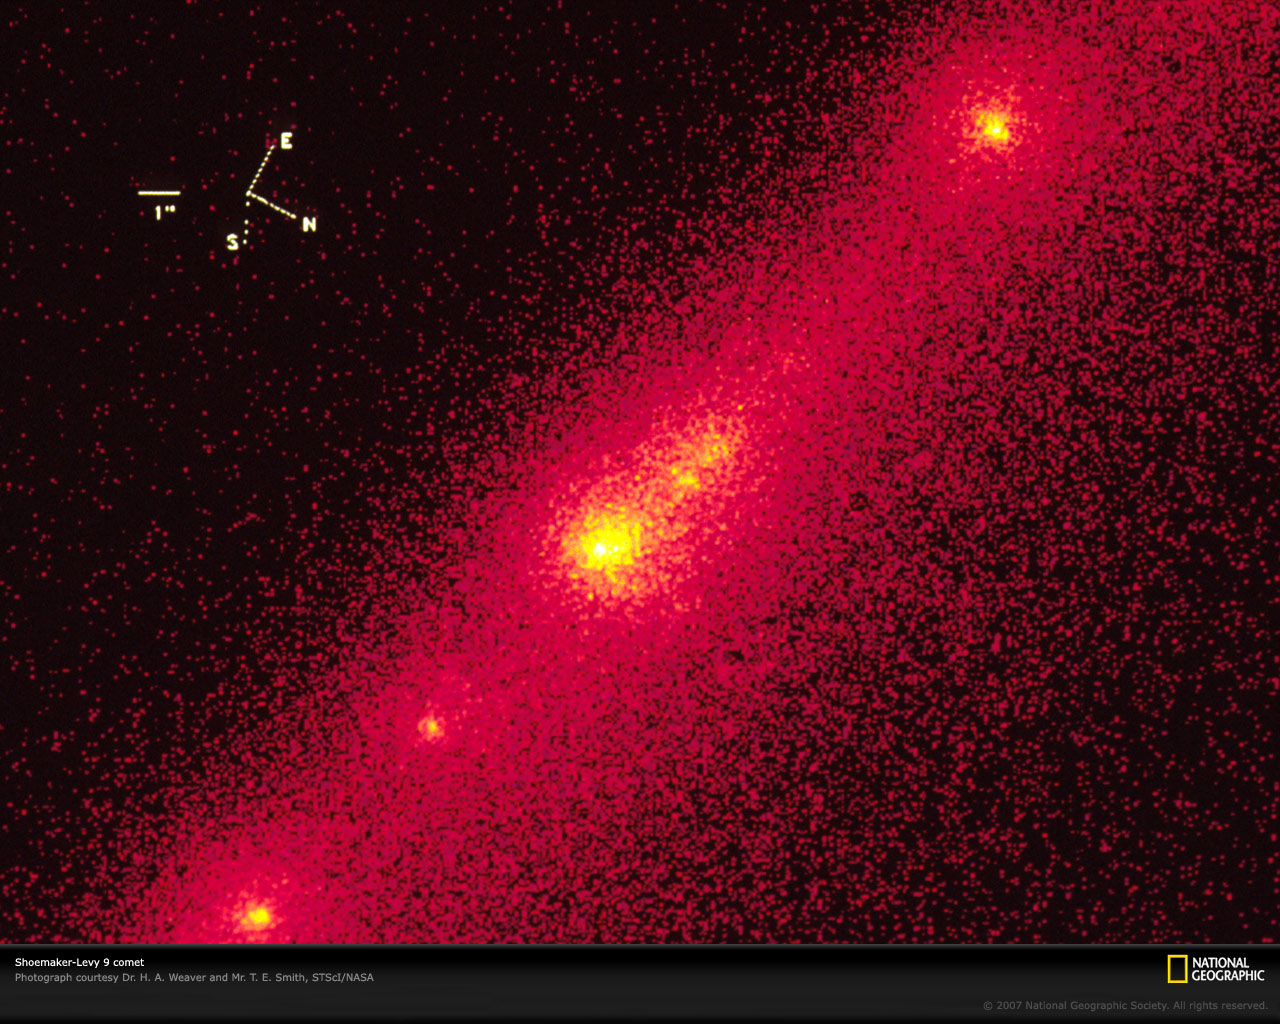 E
1"
N
S
Shoemaker-Levy 9 comet
Photograph courtesy Dr. H. A. Weaver and Mr. T. E. Smith, STScI/NASA
NATIONAL
GEOGRAPHIC
© 2007 National Geographic Society. All rights reserved.